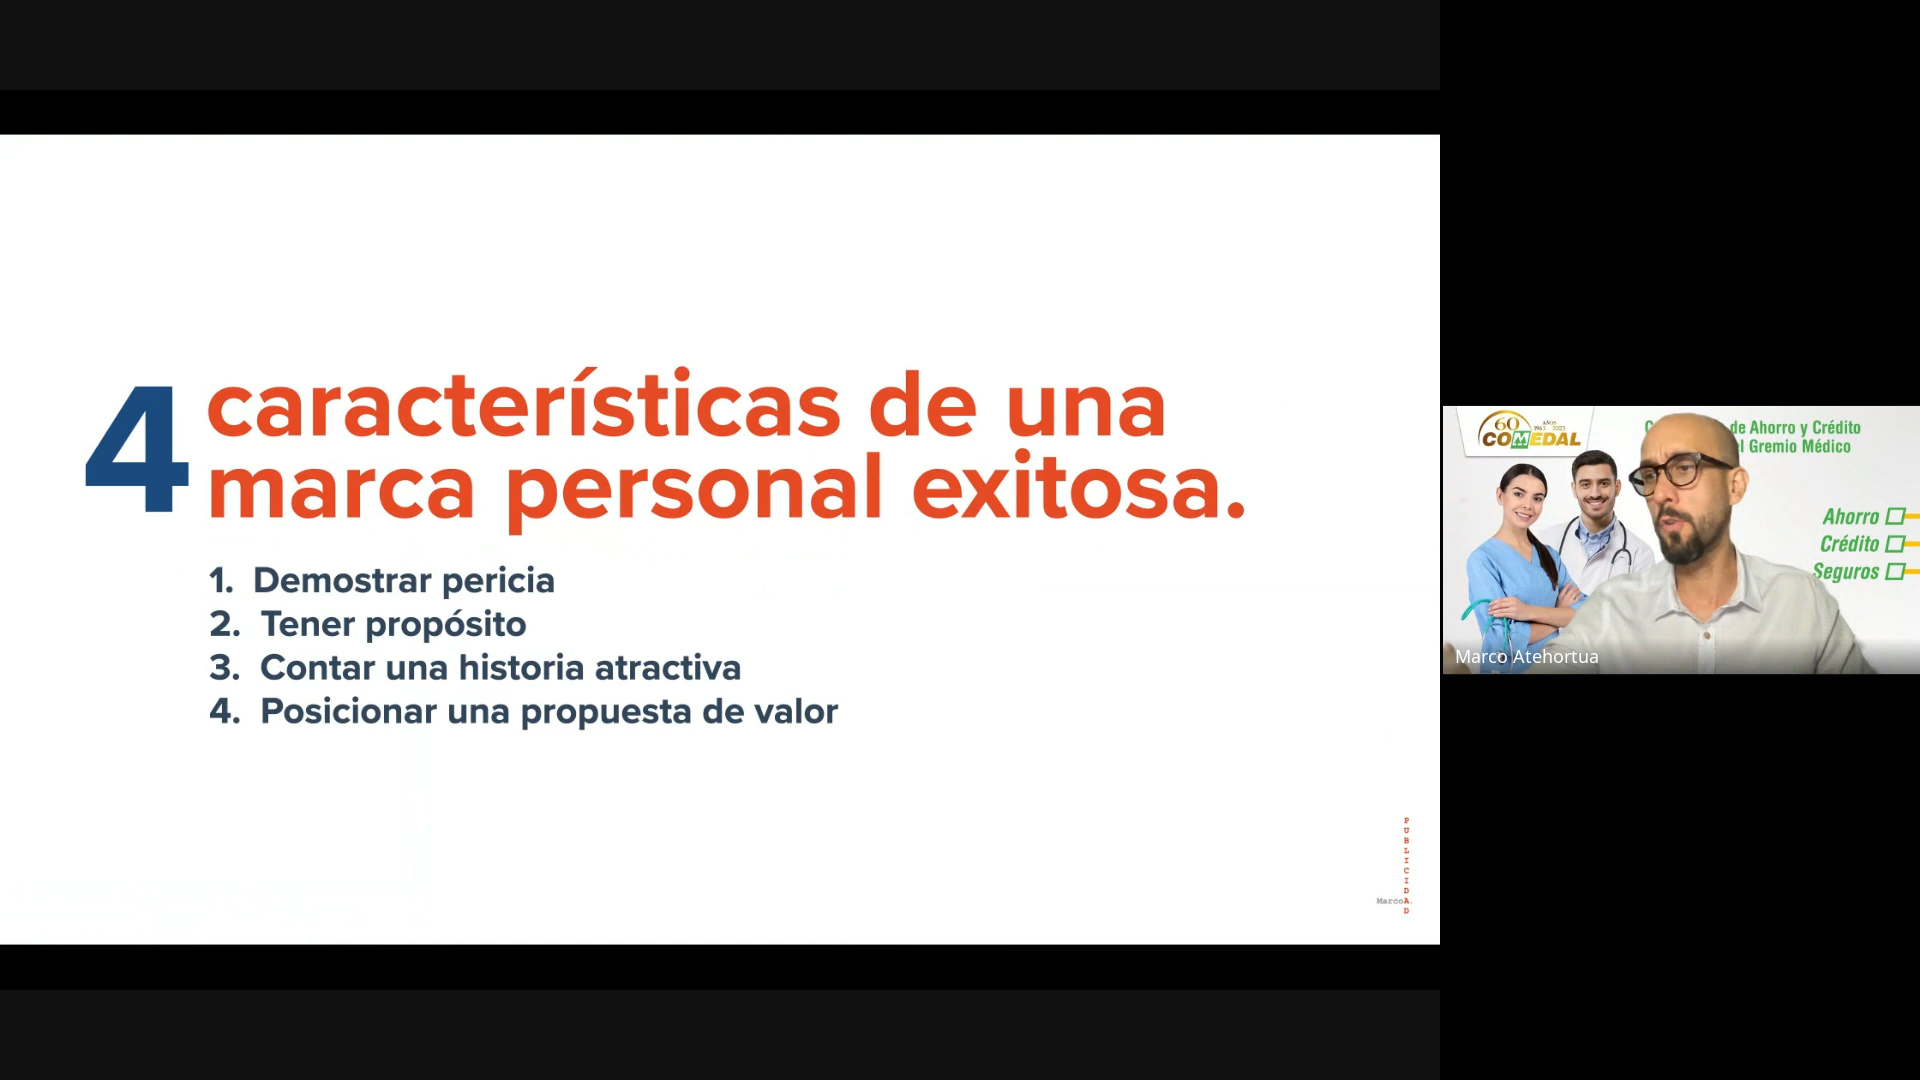 4
características de una
marca personal exitosa.
1. Demostrar pericia
2. Tener propósito
3. Contar una historia atractiva
4. Posicionar una propuesta de valor
PUBLICIDAD
MarcoA.
60 AÑOS
COMEDAL
de Ahorro y Crédito
l Gremio Médico
Ahorro
Crédito
Seguros
Marco Atehortua